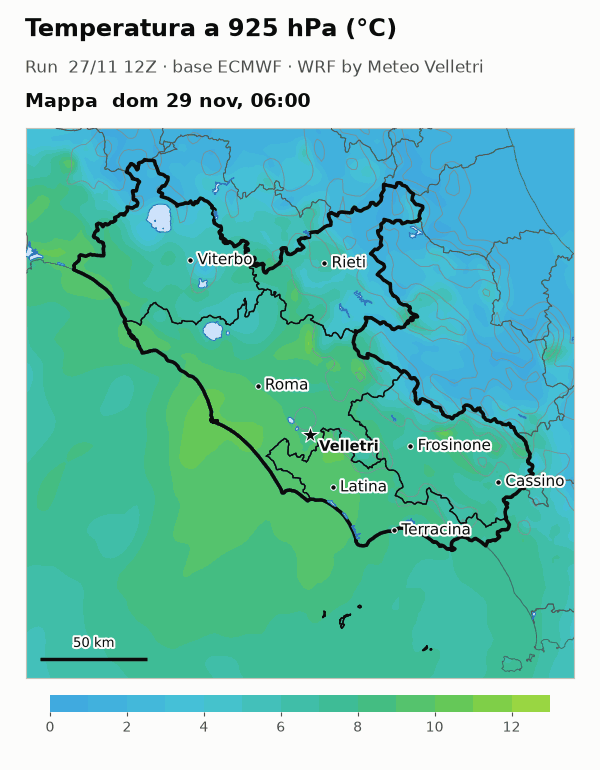 Temperatura a 925 hPa (°C)
Run  27/11 12Z · base ECMWF · WRF by Meteo Velletri
Mappa  dom 29 nov, 06:00
Viterbo
Rieti
Roma
Velletri
Frosinone
Latina
Cassino
Terracina
50 km
0 2 4 6 8 10 12